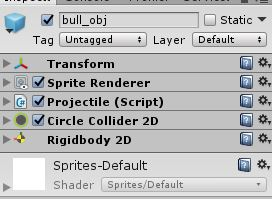 bull_obj
Static
Tag Untagged Layer Default
Transform
Sprite Renderer
Projectile (Script)
Circle Collider 2D
Rigidbody 2D
Sprites-Default
Shader Sprites/Default